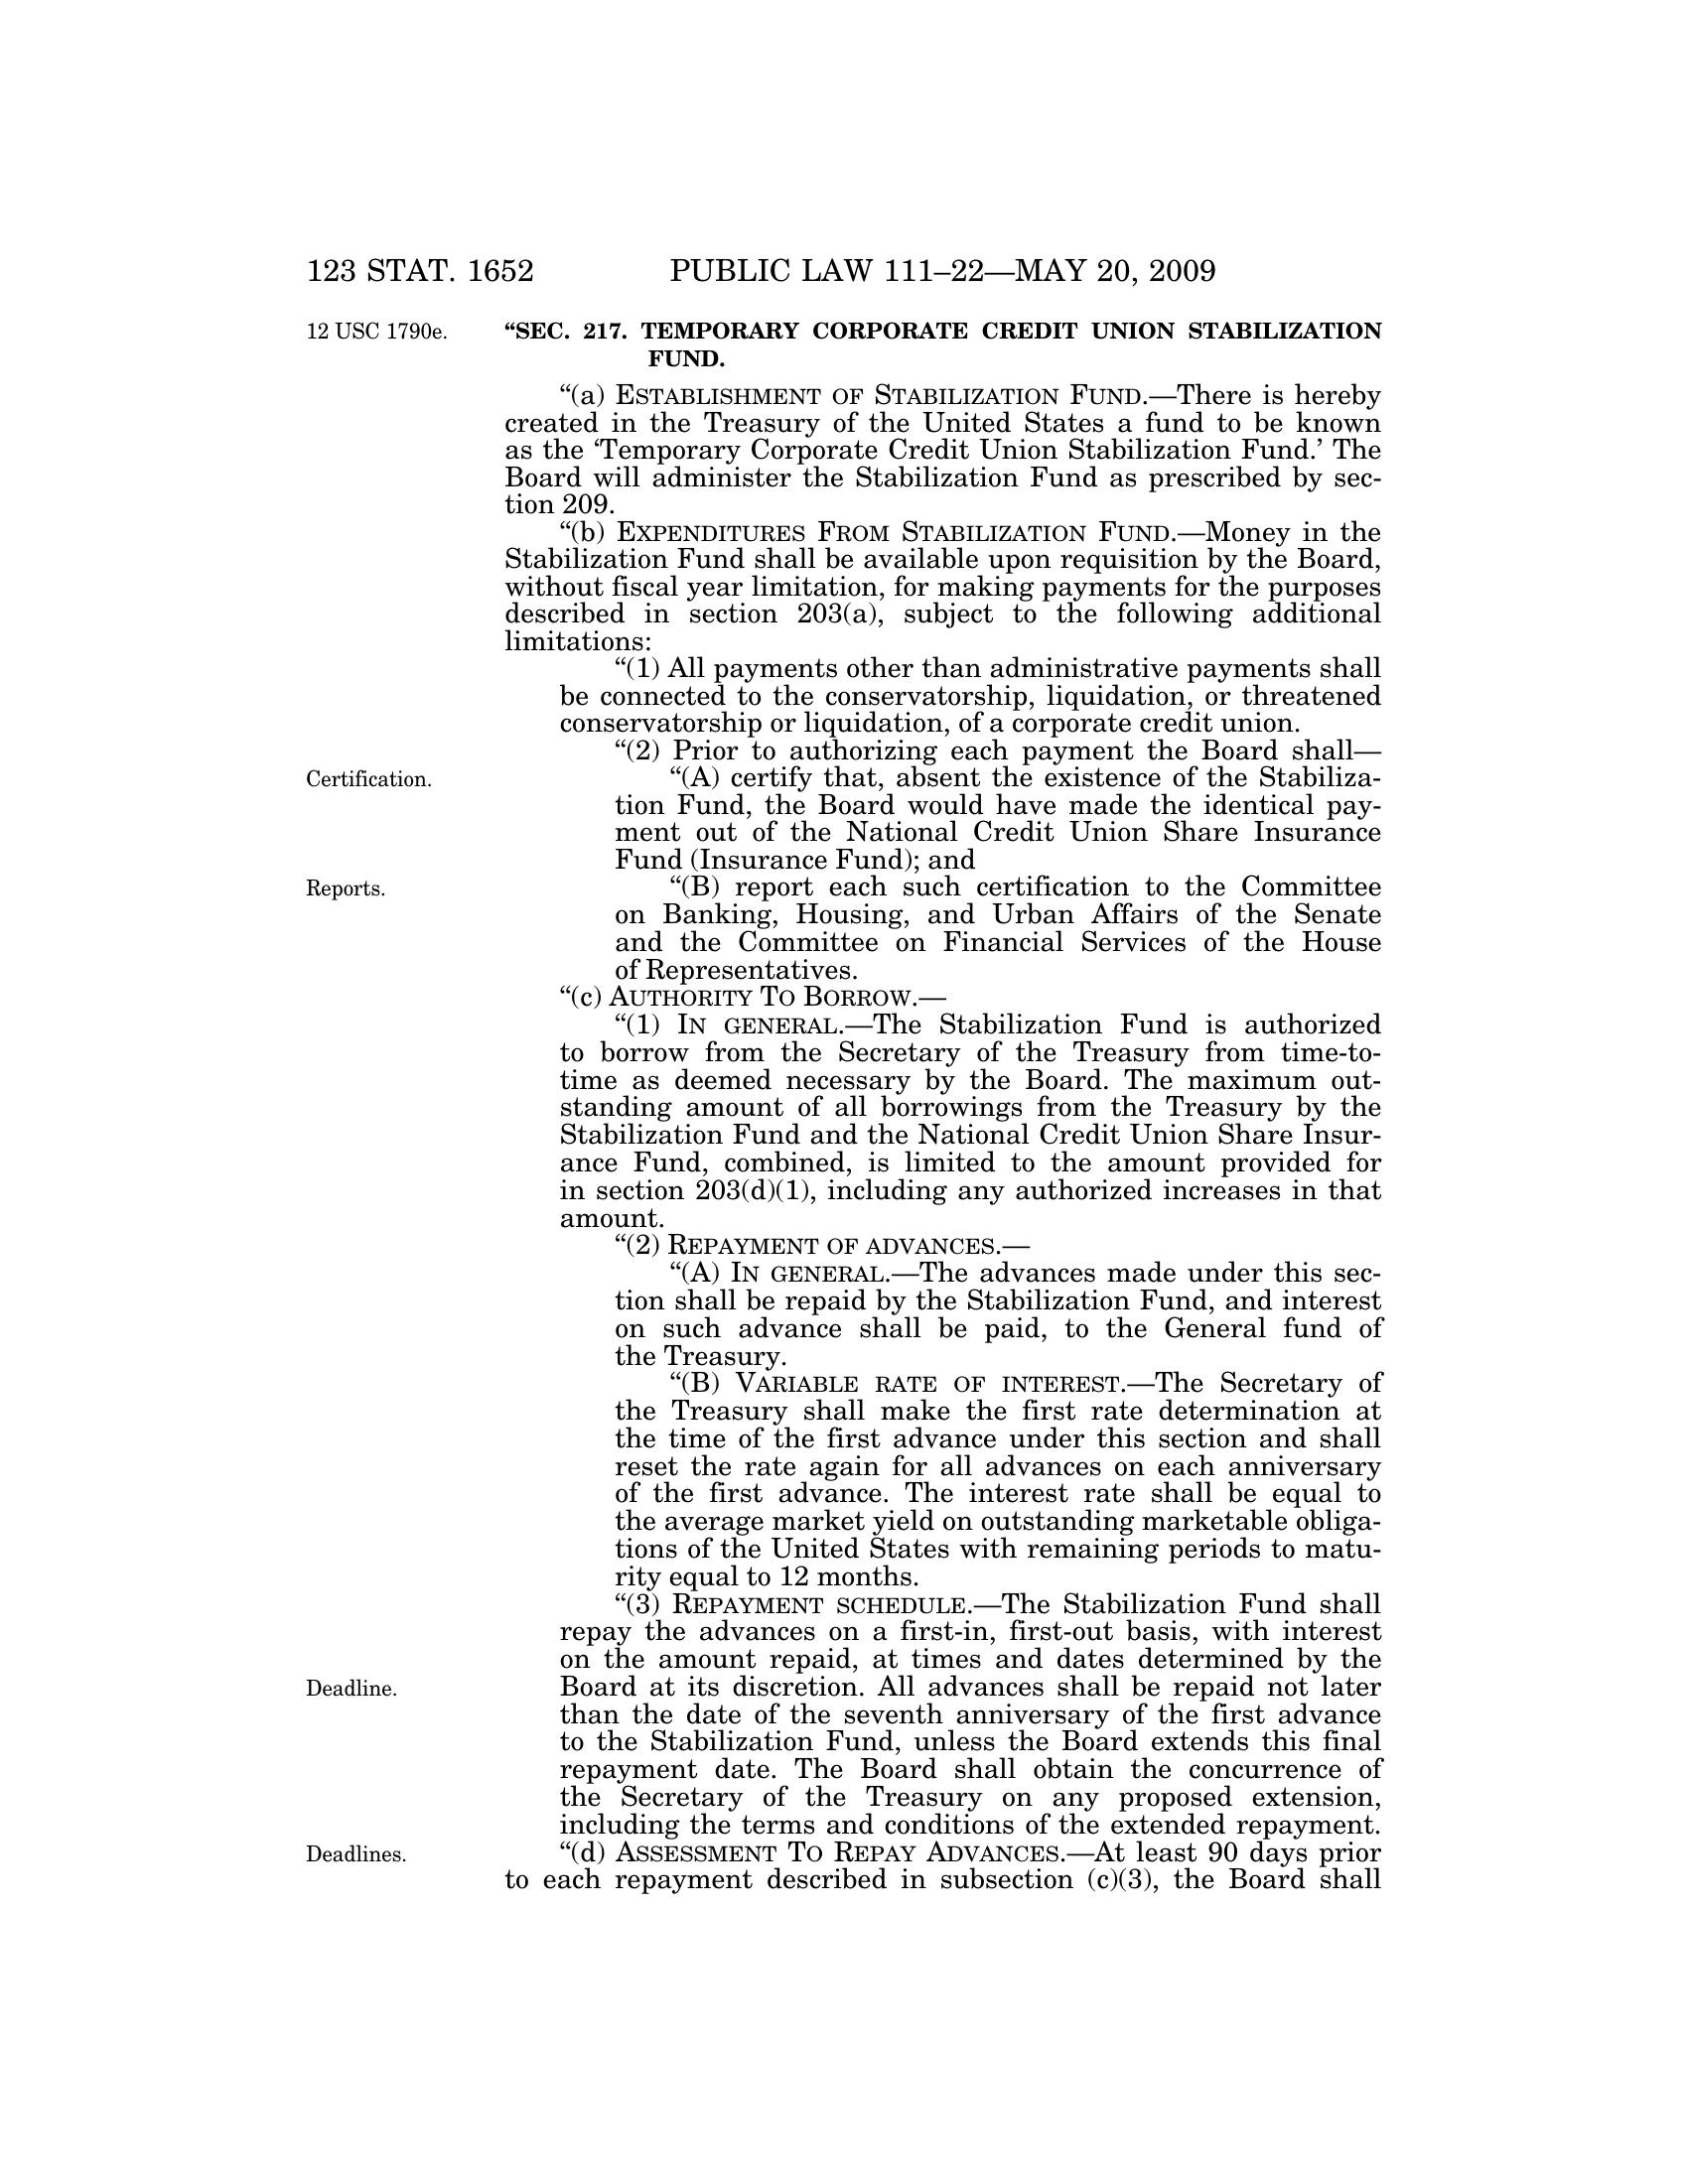 123 STAT. 1652 PUBLIC LAW 111–22—MAY 20, 2009
12 USC 1790e.
“SEC. 217. TEMPORARY CORPORATE CREDIT UNION STABILIZATION
FUND.
“(a) ESTABLISHMENT OF STABILIZATION FUND.—There is hereby
created in the Treasury of the United States a fund to be known
as the ‘Temporary Corporate Credit Union Stabilization Fund.’ The
Board will administer the Stabilization Fund as prescribed by sec-
tion 209.
“(b) EXPENDITURES FROM STABILIZATION FUND.—Money in the
Stabilization Fund shall be available upon requisition by the Board,
without fiscal year limitation, for making payments for the purposes
described in section 203(a), subject to the following additional
limitations:
“(1) All payments other than administrative payments shall
be connected to the conservatorship, liquidation, or threatened
conservatorship or liquidation, of a corporate credit union.
“(2) Prior to authorizing each payment the Board shall—
Certification.
“(A) certify that, absent the existence of the Stabiliza-
tion Fund, the Board would have made the identical pay-
ment out of the National Credit Union Share Insurance
Fund (Insurance Fund); and
Reports.
“(B) report each such certification to the Committee
on Banking, Housing, and Urban Affairs of the Senate
and the Committee on Financial Services of the House
of Representatives.
“(c) AUTHORITY TO BORROW.—
“(1) IN GENERAL.—The Stabilization Fund is authorized
to borrow from the Secretary of the Treasury from time-to-
time as deemed necessary by the Board. The maximum out-
standing amount of all borrowings from the Treasury by the
Stabilization Fund and the National Credit Union Share Insur-
ance Fund, combined, is limited to the amount provided for
in section 203(d)(1), including any authorized increases in that
amount.
“(2) REPAYMENT OF ADVANCES.—
“(A) IN GENERAL.—The advances made under this sec-
tion shall be repaid by the Stabilization Fund, and interest
on such advance shall be paid, to the General fund of
the Treasury.
“(B) VARIABLE RATE OF INTEREST.—The Secretary of
the Treasury shall make the first rate determination at
the time of the first advance under this section and shall
reset the rate again for all advances on each anniversary
of the first advance. The interest rate shall be equal to
the average market yield on outstanding marketable obliga-
tions of the United States with remaining periods to matu-
rity equal to 12 months.
“(3) REPAYMENT SCHEDULE.—The Stabilization Fund shall
repay the advances on a first-in, first-out basis, with interest
on the amount repaid, at times and dates determined by the
Deadline.
Board at its discretion. All advances shall be repaid not later
than the date of the seventh anniversary of the first advance
to the Stabilization Fund, unless the Board extends this final
repayment date. The Board shall obtain the concurrence of
the Secretary of the Treasury on any proposed extension,
including the terms and conditions of the extended repayment.
Deadlines.
“(d) ASSESSMENT TO REPAY ADVANCES.—At least 90 days prior
to each repayment described in subsection (c)(3), the Board shall